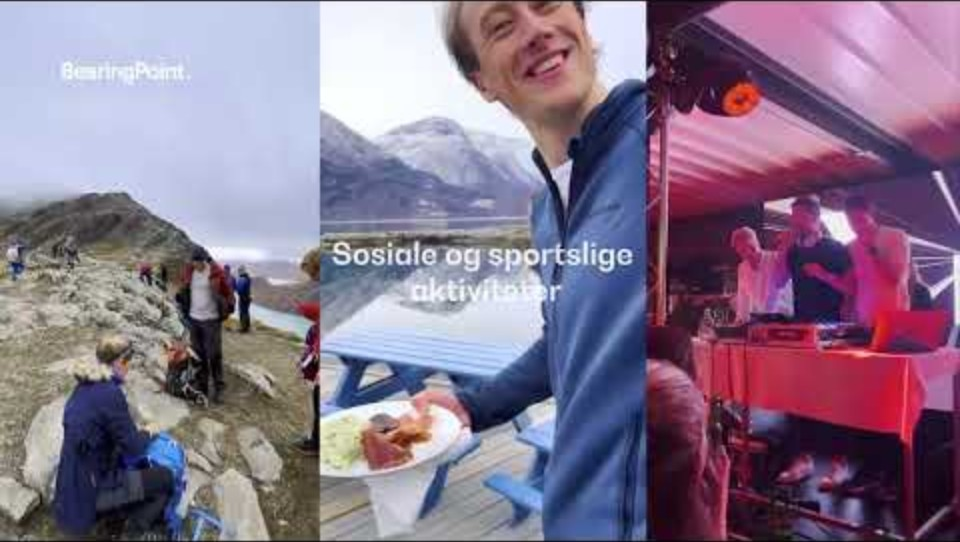 BearingPoint.
Sosiale og sportslige
aktiviteter